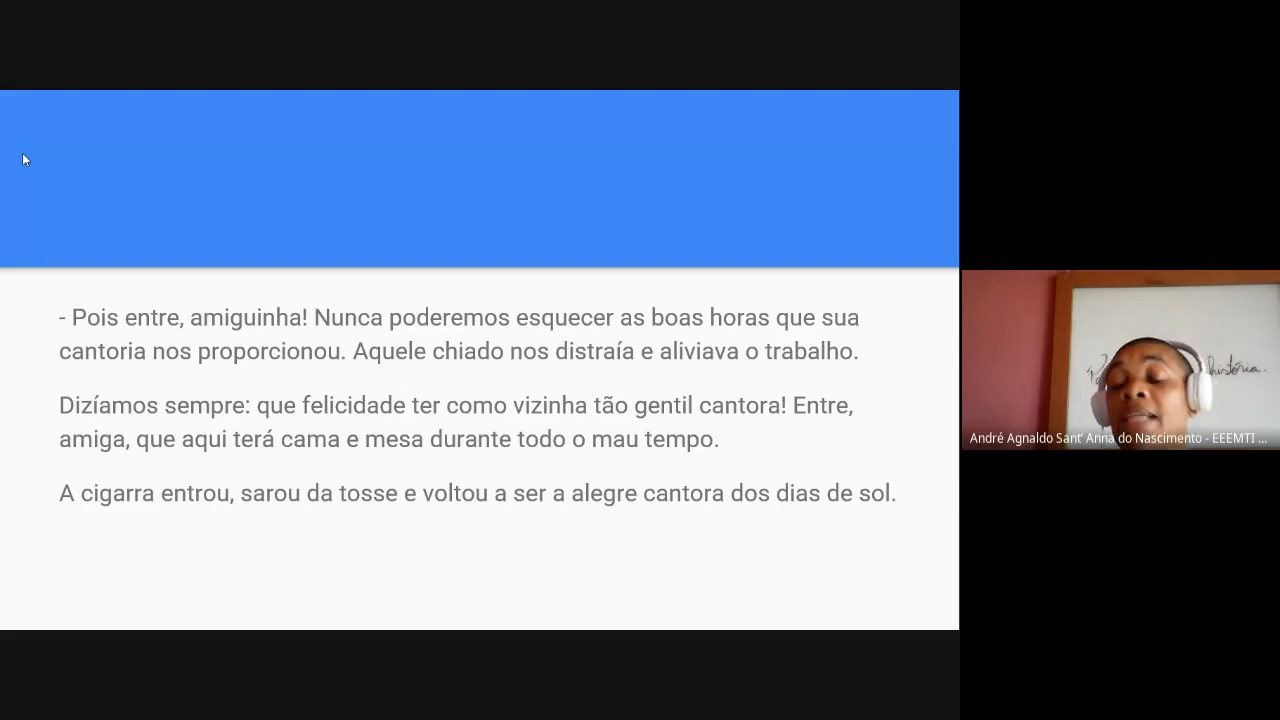 - Pois entre, amiguinha! Nunca poderemos esquecer as boas horas que sua
cantoria nos proporcionou. Aquele chiado nos distraía e aliviava o trabalho.
Dizíamos sempre: que felicidade ter como vizinha tão gentil cantora! Entre,
amiga, que aqui terá cama e mesa durante todo o mau tempo.
A cigarra entrou, sarou da tosse e voltou a ser a alegre cantora dos dias de sol.
história.
André Agnaldo Sant' Anna do Nascimento - EEEMTI ...